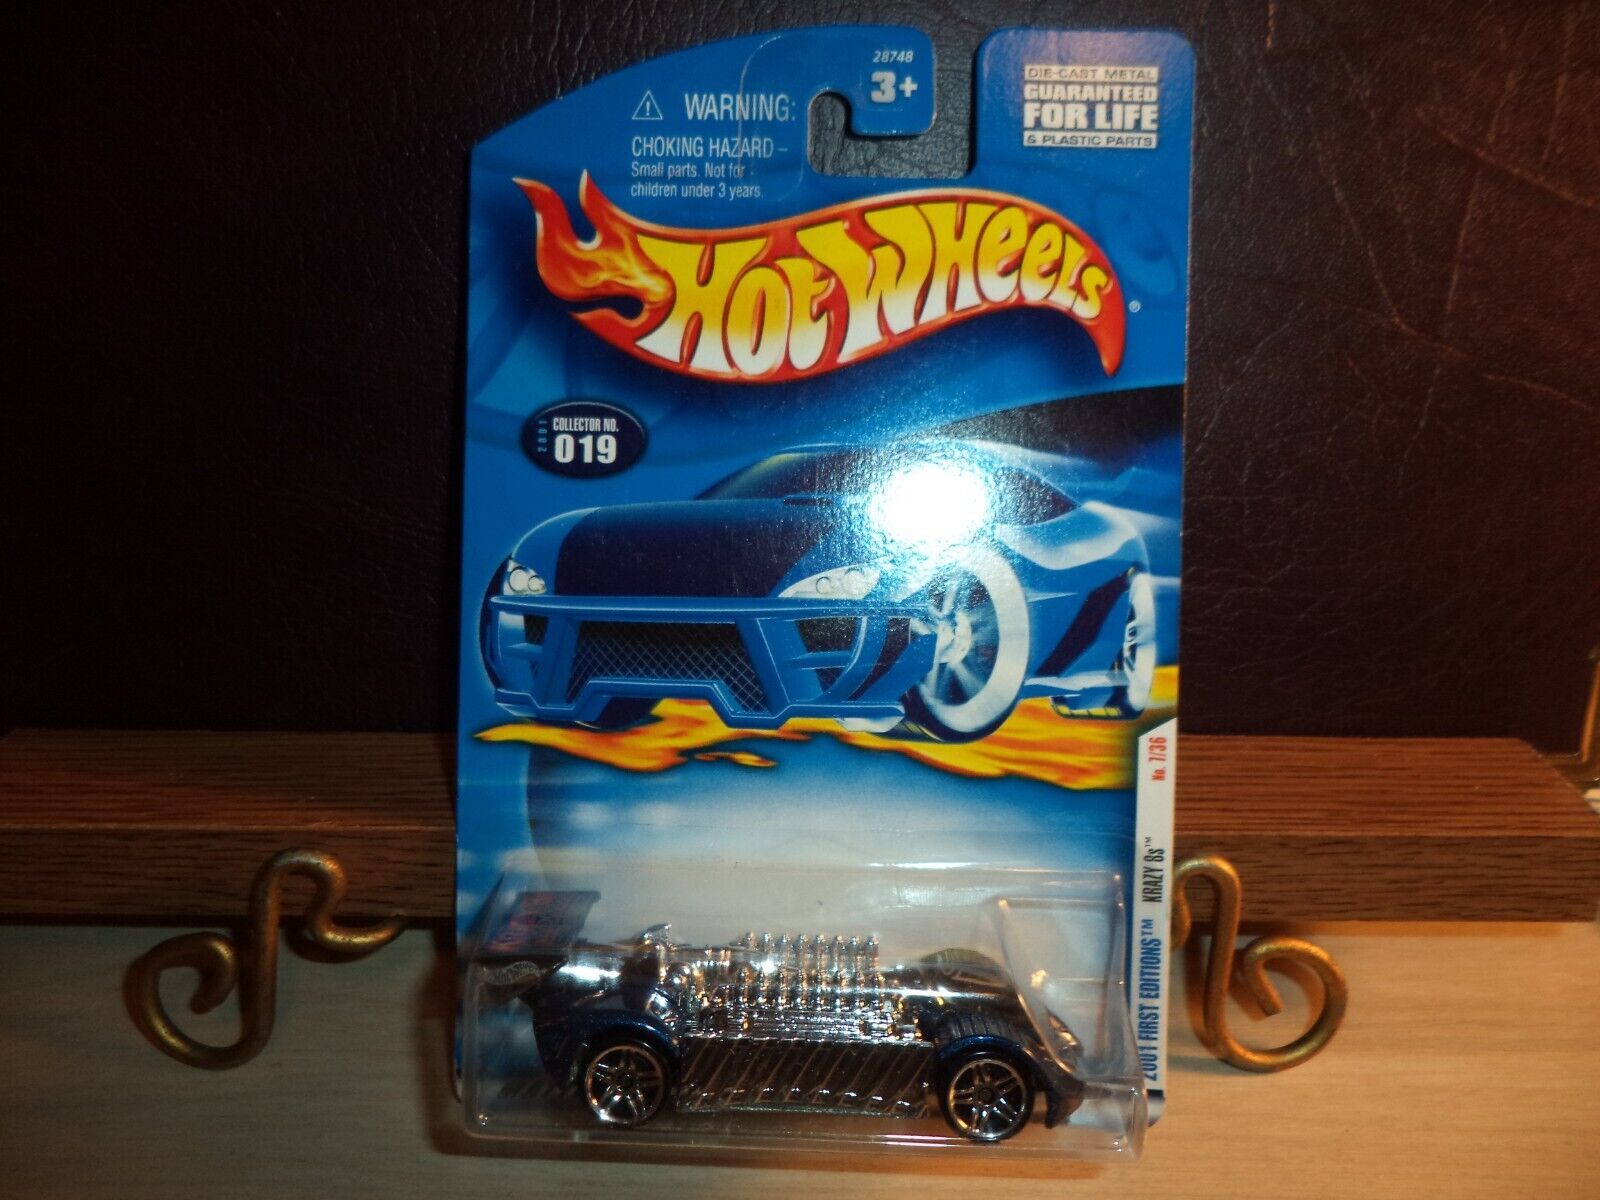 28748
3+
WARNING:
CHOKING HAZARD –
Small parts. Not for
children under 3 years.
DIE-CAST METAL
GUARANTEED
FOR LIFE
& PLASTIC PARTS
HOT WHEELS®
2001
COLLECTOR NO.
019
2001 FIRST EDITIONS™ KRAZY 8s™ No. 7/36